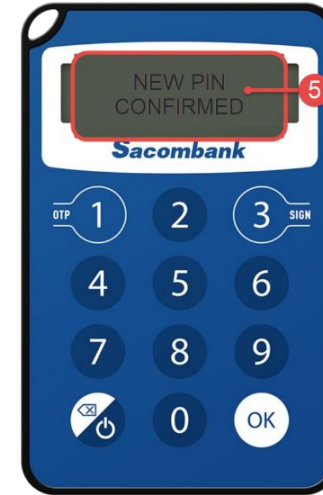 NEW PIN
CONFIRMED
5
Sacombank
OTP 1 2 3 SIGN
4 5 6
7 8 9
0 OK